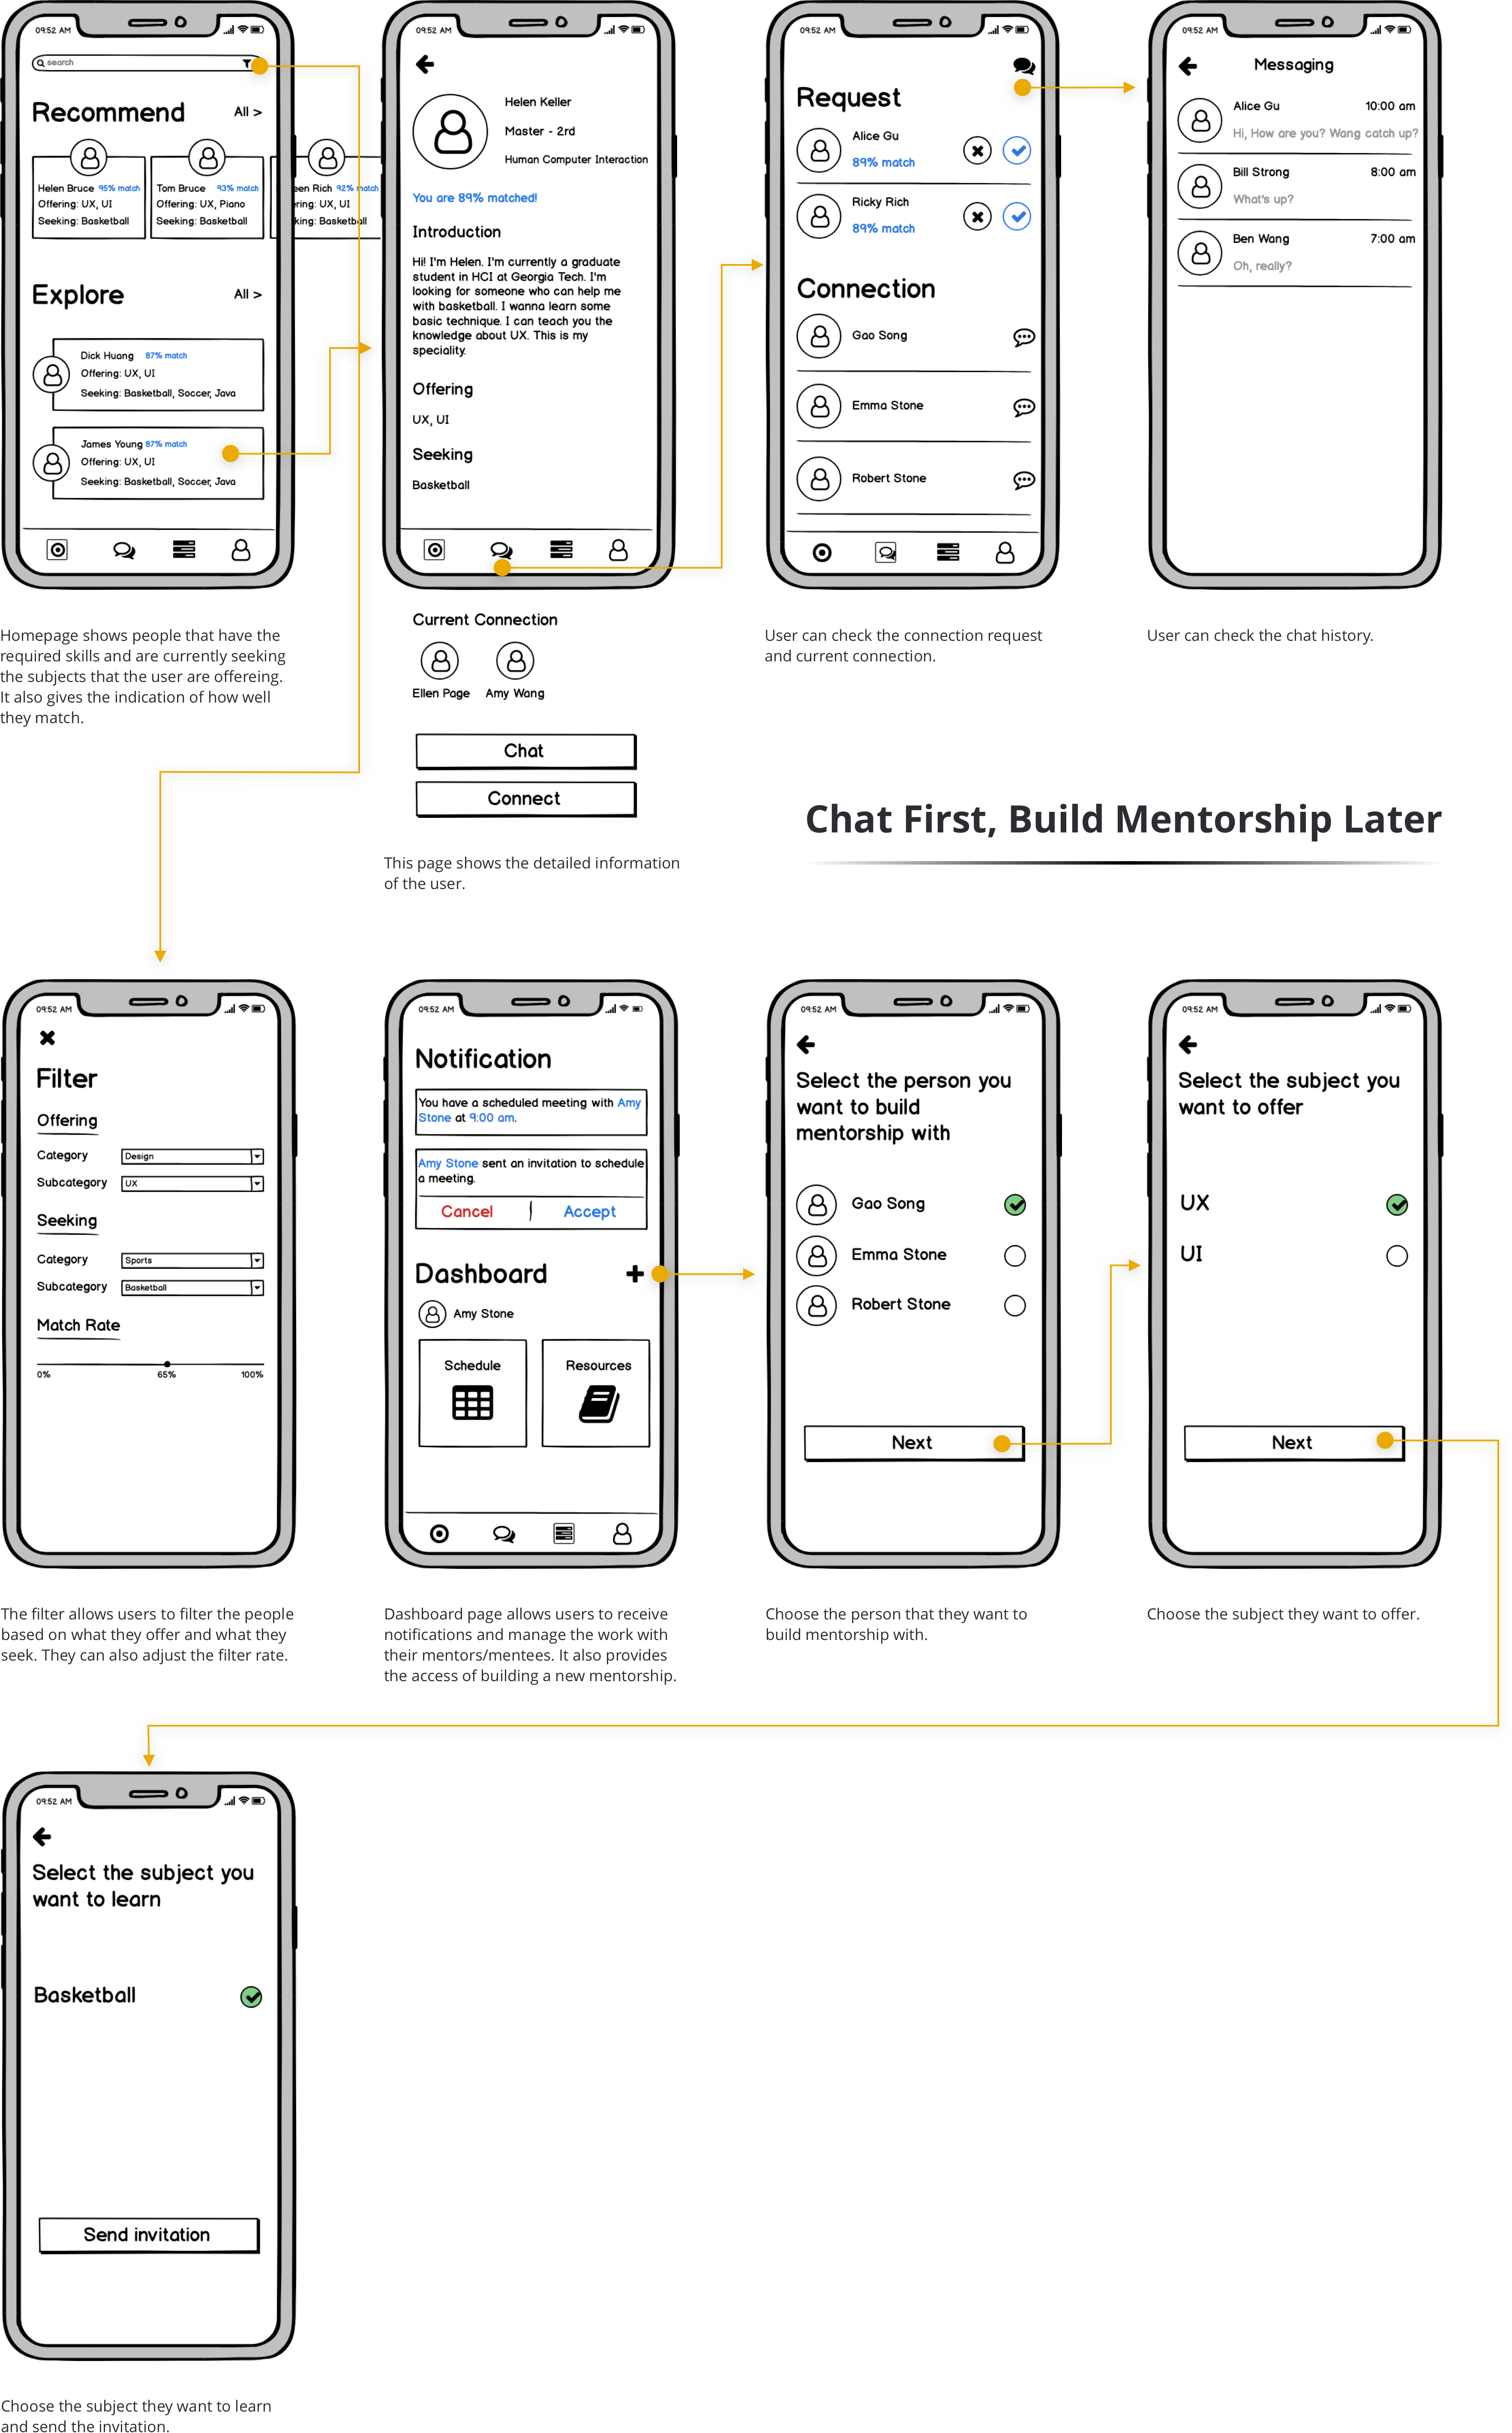 09:52 AM
search
Recommend
All >
Helen Bruce 95% match
Offering: UX, UI
Seeking: Basketball
Tom Bruce 93% match
Offering: UX, Piano
Seeking: Basketball
een Rich 92% match
ering: UX, UI
king: Basketball
Explore
All >
Dick Huang 87% match
Offering: UX, UI
Seeking: Basketball, Soccer, Java
James Young 87% match
Offering: UX, UI
Seeking: Basketball, Soccer, Java
Homepage shows people that have the
required skills and are currently seeking
the subjects that the user are offereing.
It also gives the indication of how well
they match.
09:52 AM
Helen Keller
Master - 2rd
Human Computer Interaction
You are 89% matched!
Introduction
Hi! I'm Helen. I'm currently a graduate
student in HCI at Georgia Tech. I'm
looking for someone who can help me
with basketball. I wanna learn some
basic technique. I can teach you the
knowledge about UX. This is my
speciality.
Offering
UX, UI
Seeking
Basketball
Current Connection
Ellen Page
Amy Wang
Chat
Connect
This page shows the detailed information
of the user.
09:52 AM
Request
Alice Gu
89% match
Ricky Rich
89% match
Connection
Gao Song
Emma Stone
Robert Stone
User can check the connection request
and current connection.
09:52 AM
Messaging
Alice Gu 10:00 am
Hi, How are you? Wang catch up?
Bill Strong 8:00 am
What's up?
Ben Wang 7:00 am
Oh, really?
User can check the chat history.
Chat First, Build Mentorship Later
09:52 AM
Filter
Offering
Category Design
Subcategory UX
Seeking
Category Sports
Subcategory Basketball
Match Rate
0% 65% 100%
The filter allows users to filter the people
based on what they offer and what they
seek. They can also adjust the filter rate.
09:52 AM
Notification
You have a scheduled meeting with Amy
Stone at 9:00 am.
Amy Stone sent an invitation to schedule
a meeting.
Cancel Accept
Dashboard
Amy Stone
Schedule
Resources
Dashboard page allows users to receive
notifications and manage the work with
their mentors/mentees. It also provides
the access of building a new mentorship.
09:52 AM
Select the person you
want to build
mentorship with
Gao Song
Emma Stone
Robert Stone
Next
Choose the person that they want to
build mentorship with.
09:52 AM
Select the subject you
want to offer
UX
UI
Next
Choose the subject they want to offer.
09:52 AM
Select the subject you
want to learn
Basketball
Send invitation
Choose the subject they want to learn
and send the invitation.